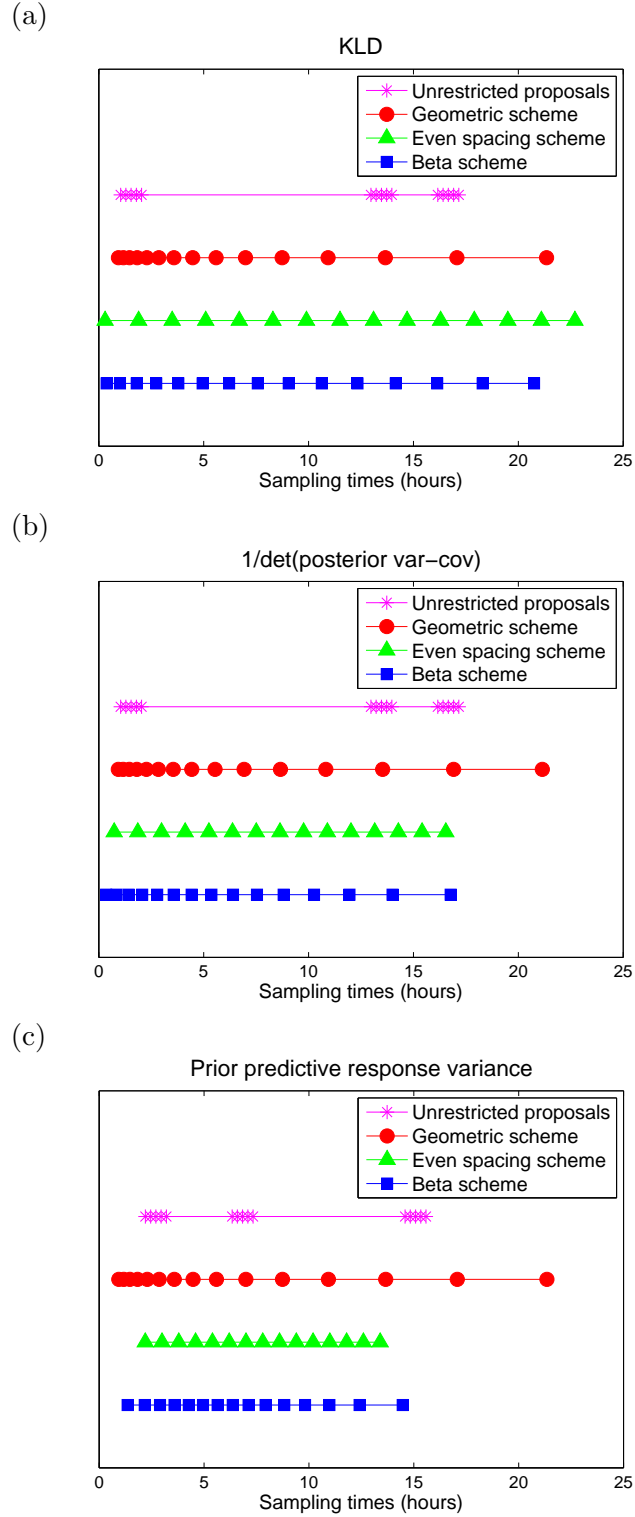 (a)
KLD
Unrestricted proposals
Geometric scheme
Even spacing scheme
Beta scheme
0 5 10 15 20 25
Sampling times (hours)
(b)
1/det(posterior var−cov)
Unrestricted proposals
Geometric scheme
Even spacing scheme
Beta scheme
0 5 10 15 20 25
Sampling times (hours)
(c)
Prior predictive response variance
Unrestricted proposals
Geometric scheme
Even spacing scheme
Beta scheme
0 5 10 15 20 25
Sampling times (hours)